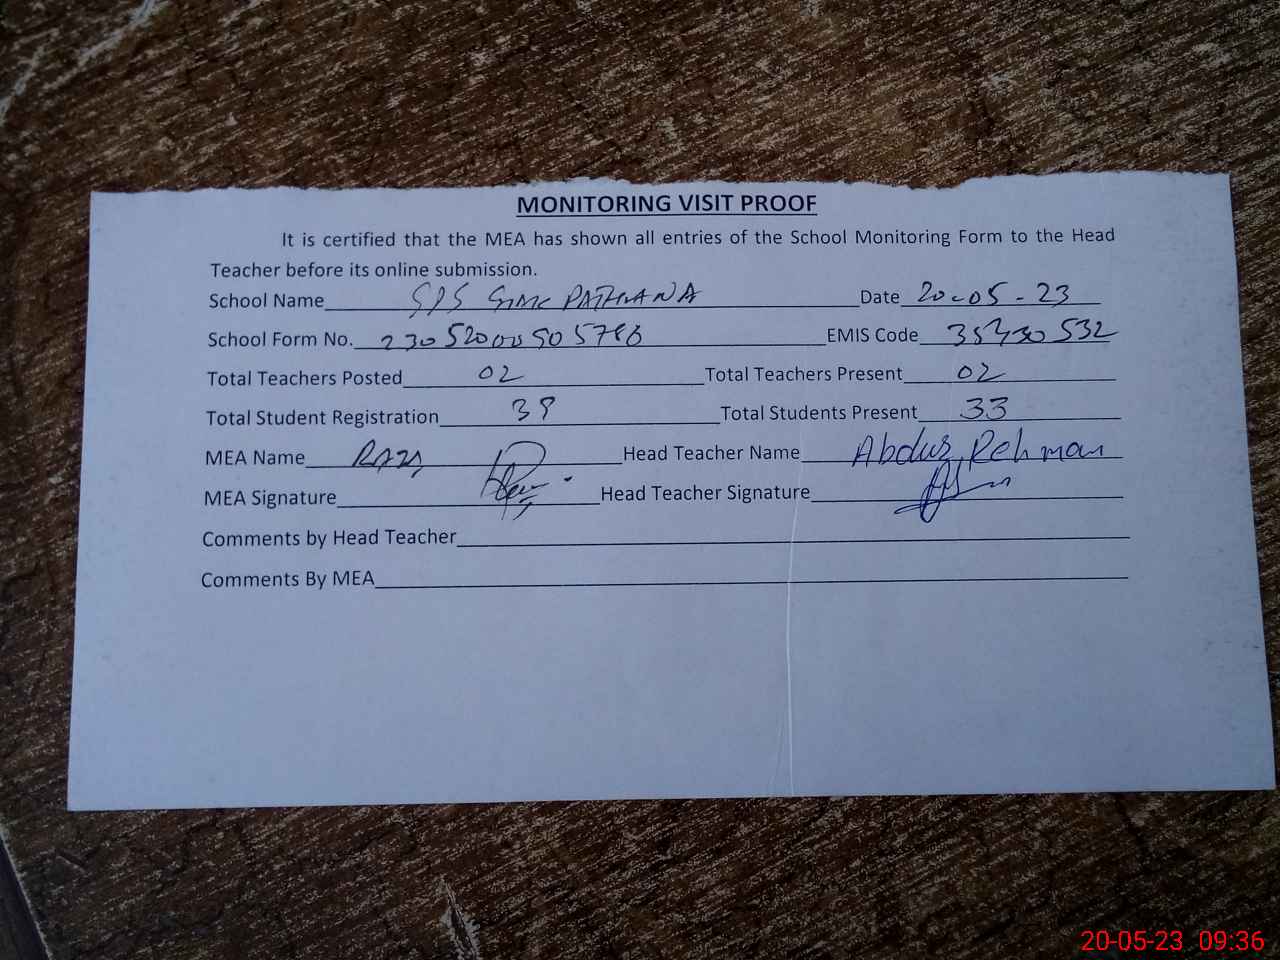 MONITORING VISIT PROOF
It is certified that the MEA has shown all entries of the School Monitoring Form to the Head
Teacher before its online submission.
School Name PATHANA Date 20-05-23
School Form No. EMIS Code
Total Teachers Posted 02 Total Teachers Present 02
Total Student Registration 39 Total Students Present 33
MEA Name RAZA Head Teacher Name Abdur Rehman
MEA Signature Head Teacher Signature
Comments by Head Teacher
Comments By MEA
20-05-23 09:36